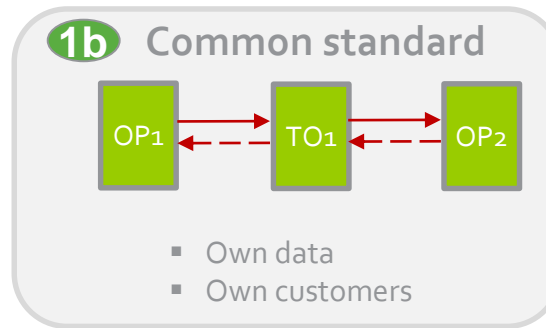 1b Common standard
OP1 TO1 OP2
▪ Own data
▪ Own customers